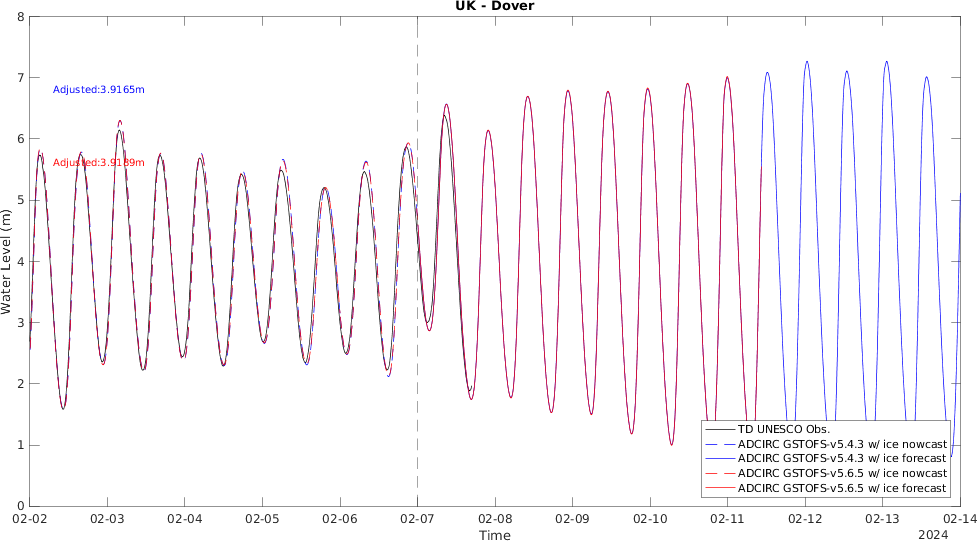 UK - Dover
8
7
6
5
4
3
2
1
0
Water Level (m)
Adjusted:3.9165m
Adjusted:3.9189m
TD UNESCO Obs.
ADCIRC GSTOFS-v5.4.3 w/ ice nowcast
ADCIRC GSTOFS-v5.4.3 w/ ice forecast
ADCIRC GSTOFS-v5.6.5 w/ ice nowcast
ADCIRC GSTOFS-v5.6.5 w/ ice forecast
02-02 02-03 02-04 02-05 02-06 02-07 02-08 02-09 02-10 02-11 02-12 02-13 02-14
Time
2024